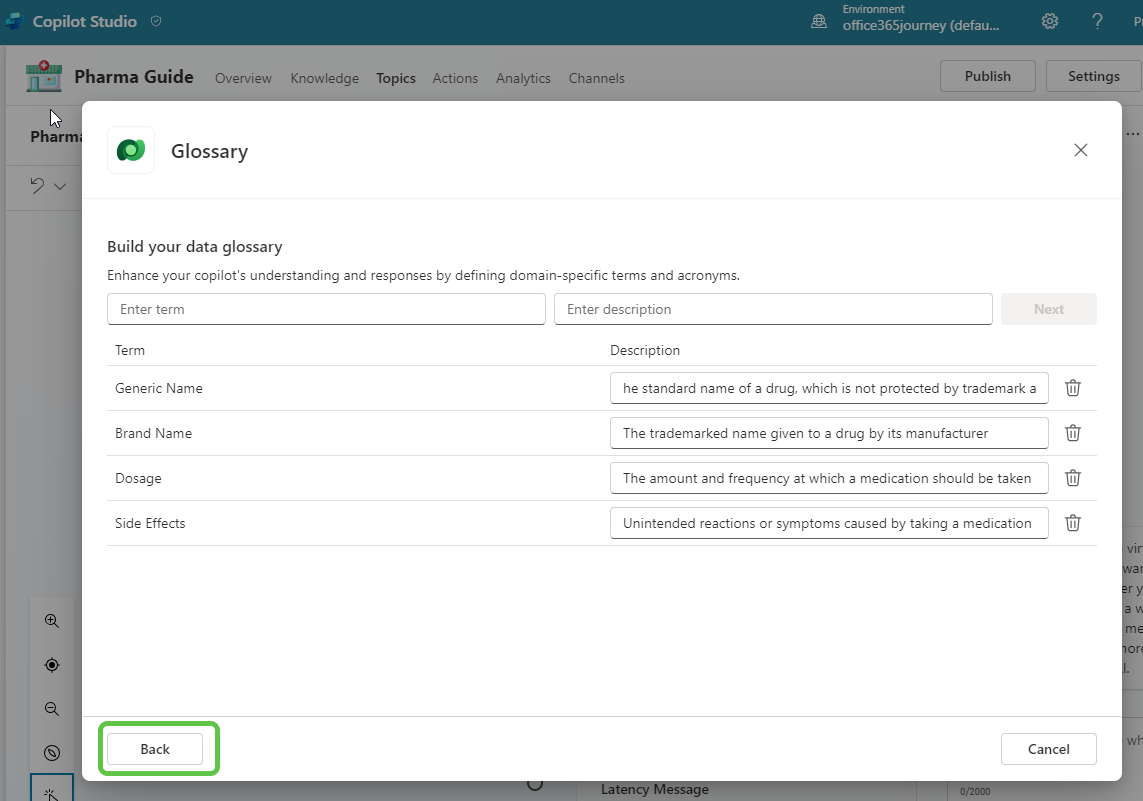 Copilot Studio
Environment
office365journey (defau...
?
Pharma Guide
Overview
Knowledge
Topics
Actions
Analytics
Channels
Publish
Settings
Pharma
Glossary
Build your data glossary
Enhance your copilot's understanding and responses by defining domain-specific terms and acronyms.
Enter term
Enter description
Next
Term
Description
Generic Name
he standard name of a drug, which is not protected by trademark a
Brand Name
The trademarked name given to a drug by its manufacturer
Dosage
The amount and frequency at which a medication should be taken
Side Effects
Unintended reactions or symptoms caused by taking a medication
Back
Cancel
Latency Message
0/2000